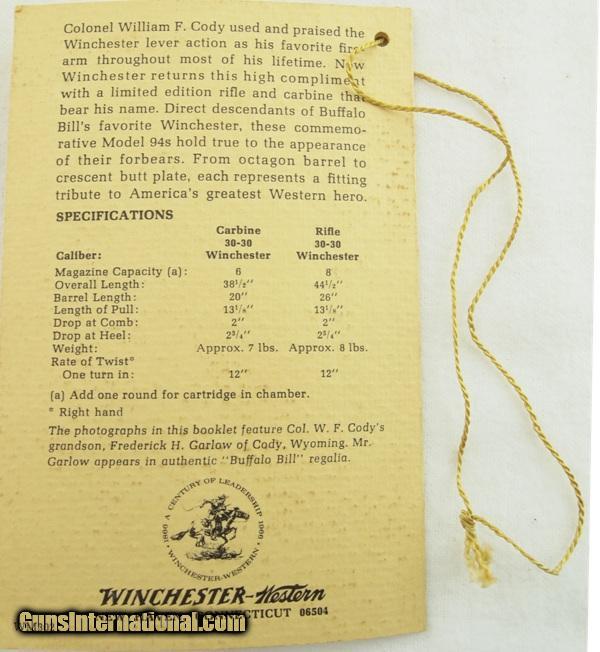 Colonel William F. Cody used and praised the
Winchester lever action as his favorite fire
arm throughout most of his lifetime. Now
Winchester returns this high compliment
with a limited edition rifle and carbine that
bear his name. Direct descendants of Buffalo
Bill's favorite Winchester, these commemo-
rative Model 94s hold true to the appearance
of their forbears. From octagon barrel to
crescent butt plate, each represents a fitting
tribute to America's greatest Western hero.
SPECIFICATIONS
Carbine Rifle
30-30 30-30
Caliber: Winchester Winchester
Magazine Capacity (a): 6 8
Overall Length: 38½" 44½"
Barrel Length: 20" 26"
Length of Pull: 13⅛" 13⅛"
Drop at Comb: 2" 2"
Drop at Heel: 2¾" 2¾"
Weight: Approx. 7 lbs. Approx. 8 lbs.
Rate of Twist*
One turn in: 12" 12"
(a) Add one round for cartridge in chamber.
* Right hand
The photographs in this booklet feature Col. W. F. Cody's
grandson, Frederick H. Garlow of Cody, Wyoming. Mr.
Garlow appears in authentic "Buffalo Bill" regalia.
1866 A CENTURY OF LEADERSHIP 1966
· WINCHESTER-WESTERN ·
WINCHESTER-Western
CONNECTICUT 06504
GunsInternational.com